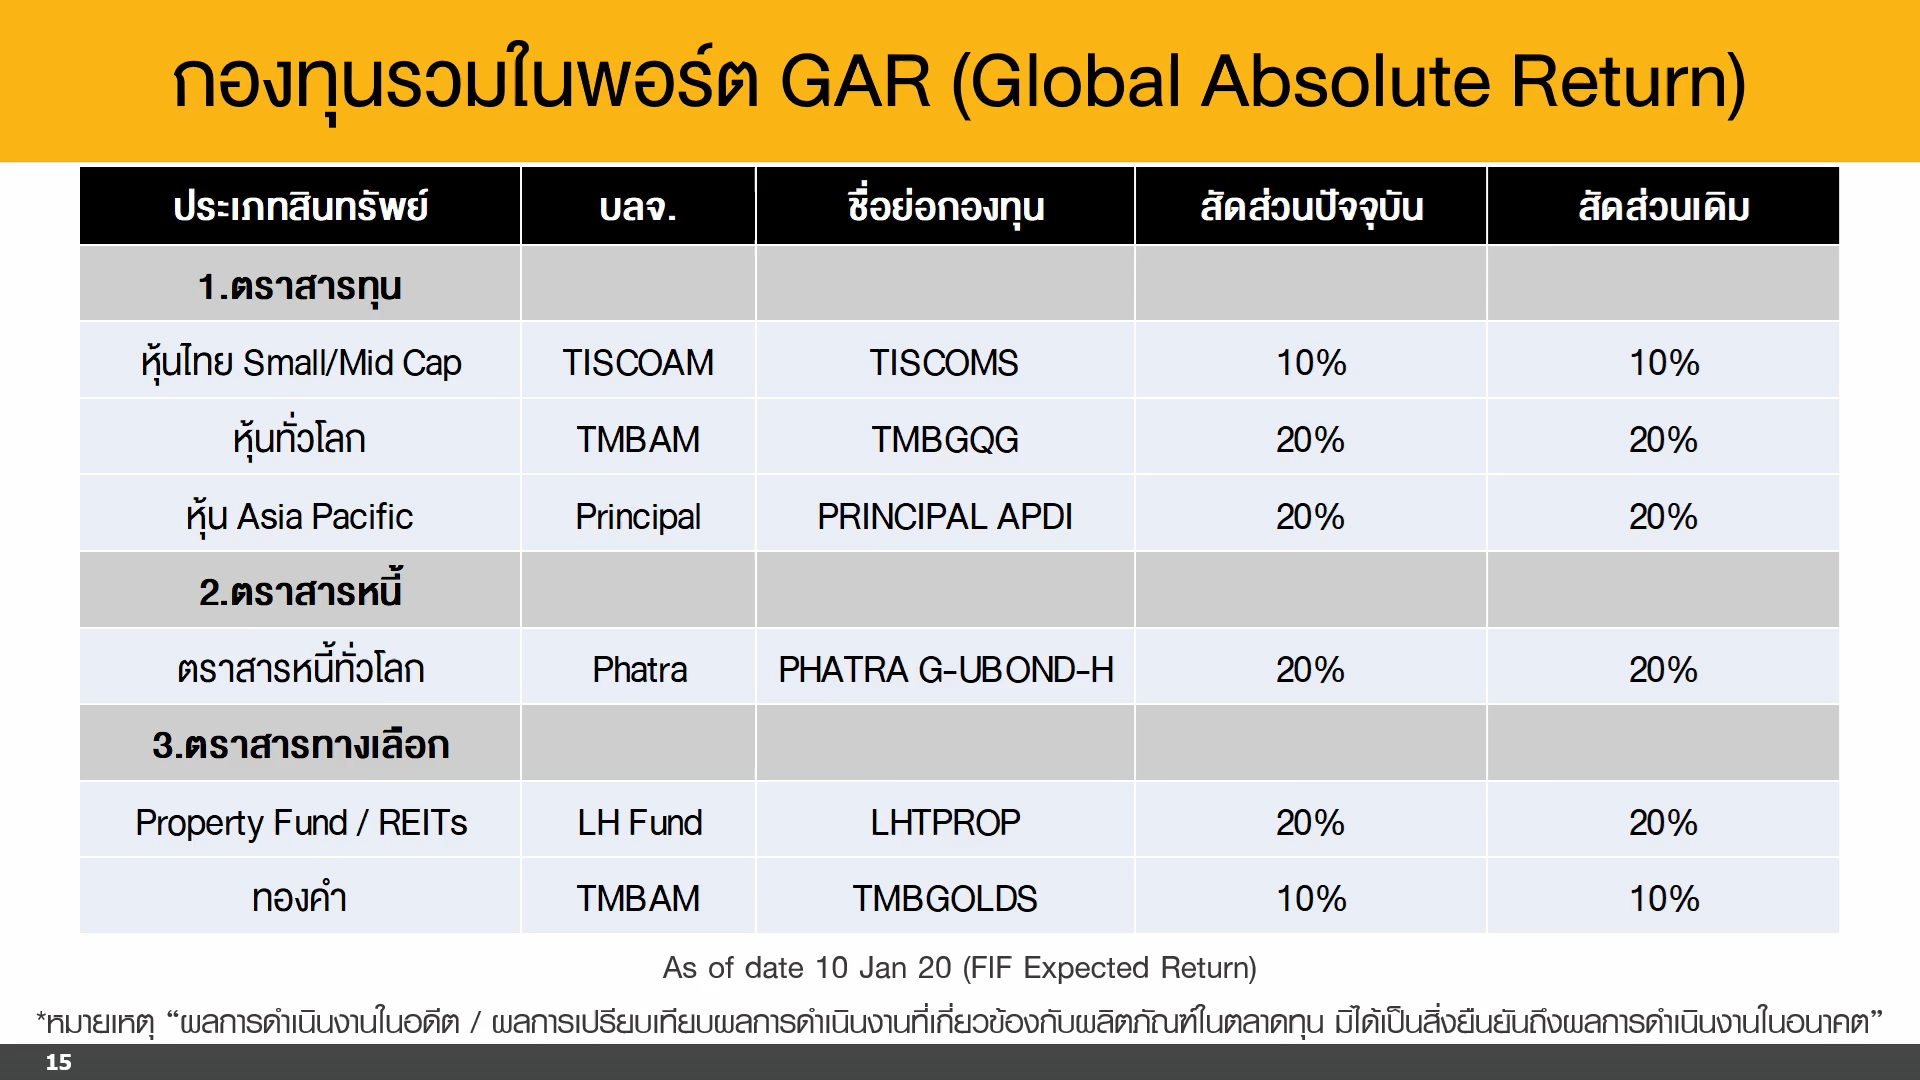 กองทุนรวมในพอร์ต GAR (Global Absolute Return)
ประเภทสินทรัพย์ บลจ. ชื่อย่อกองทุน สัดส่วนปัจจุบัน สัดส่วนเดิม
1.ตราสารทุน
หุ้นไทย Small/Mid Cap TISCOAM TISCOMS 10% 10%
หุ้นทั่วโลก TMBAM TMBGQG 20% 20%
หุ้น Asia Pacific Principal PRINCIPAL APDI 20% 20%
2.ตราสารหนี้
ตราสารหนี้ทั่วโลก Phatra PHATRA G-UBOND-H 20% 20%
3.ตราสารทางเลือก
Property Fund / REITs LH Fund LHTPROP 20% 20%
ทองคำ TMBAM TMBGOLDS 10% 10%
As of date 10 Jan 20 (FIF Expected Return)
*หมายเหตุ “ผลการดำเนินงานในอดีต / ผลการเปรียบเทียบผลการดำเนินงานที่เกี่ยวข้องกับผลิตภัณฑ์ในตลาดทุน มิได้เป็นสิ่งยืนยันถึงผลการดำเนินงานในอนาคต”
15